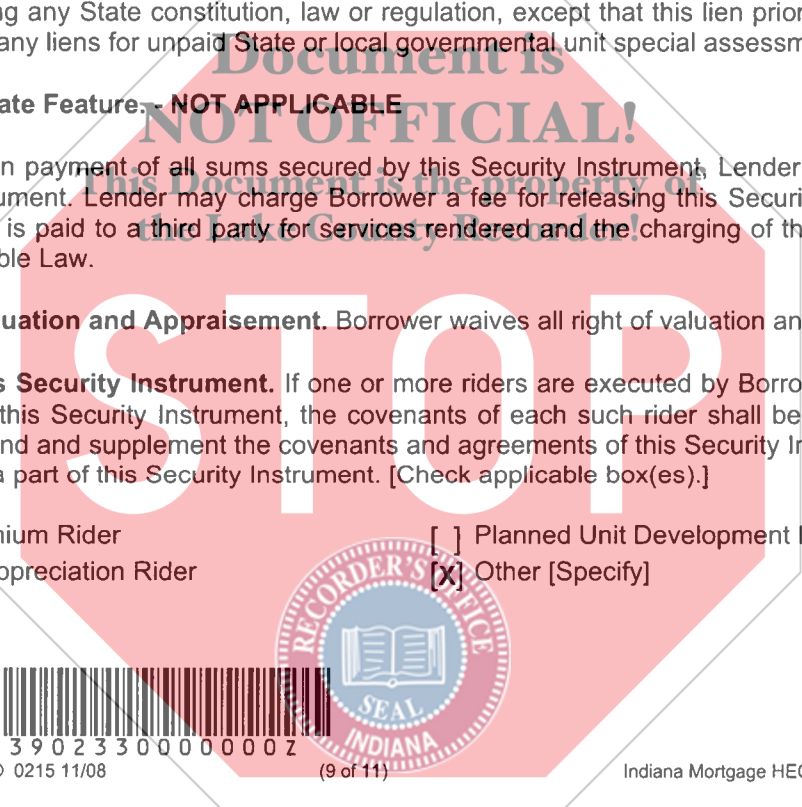 ng any State constitution, law or regulation, except that this lien prior
any liens for unpaid State or local governmental unit special assessm
Document is
ate Feature. - NOT APPLICABLE
NOT OFFICIAL!
n payment of all sums secured by this Security Instrument, Lender
This Document is the property of
ument. Lender may charge Borrower a fee for releasing this Securi
is paid to a third party for services rendered and the charging of th
the Lake County Recorder!
ble Law.
uation and Appraisement. Borrower waives all right of valuation an
STOP
s Security Instrument. If one or more riders are executed by Borro
this Security Instrument, the covenants of each such rider shall be
nd and supplement the covenants and agreements of this Security In
a part of this Security Instrument. [Check applicable box(es).]
nium Rider [ ] Planned Unit Development
ppreciation Rider [X] Other [Specify]
RECORDER'S OFFICE
SEAL
INDIANA
3902330000000Z
0215 11/08 (9 of 11) Indiana Mortgage HEC